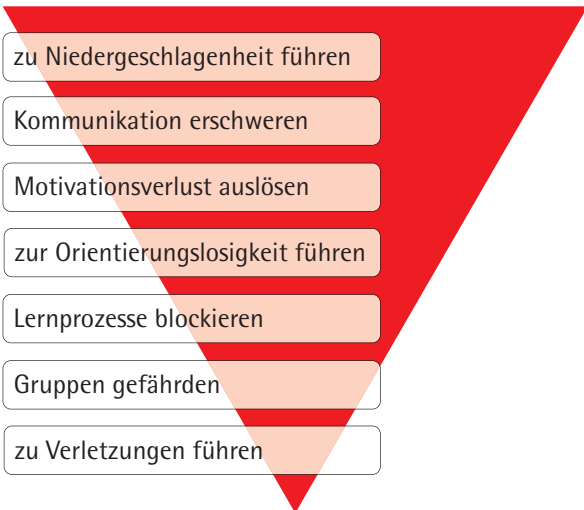 zu Niedergeschlagenheit führen
Kommunikation erschweren
Motivationsverlust auslösen
zur Orientierungslosigkeit führen
Lernprozesse blockieren
Gruppen gefährden
zu Verletzungen führen